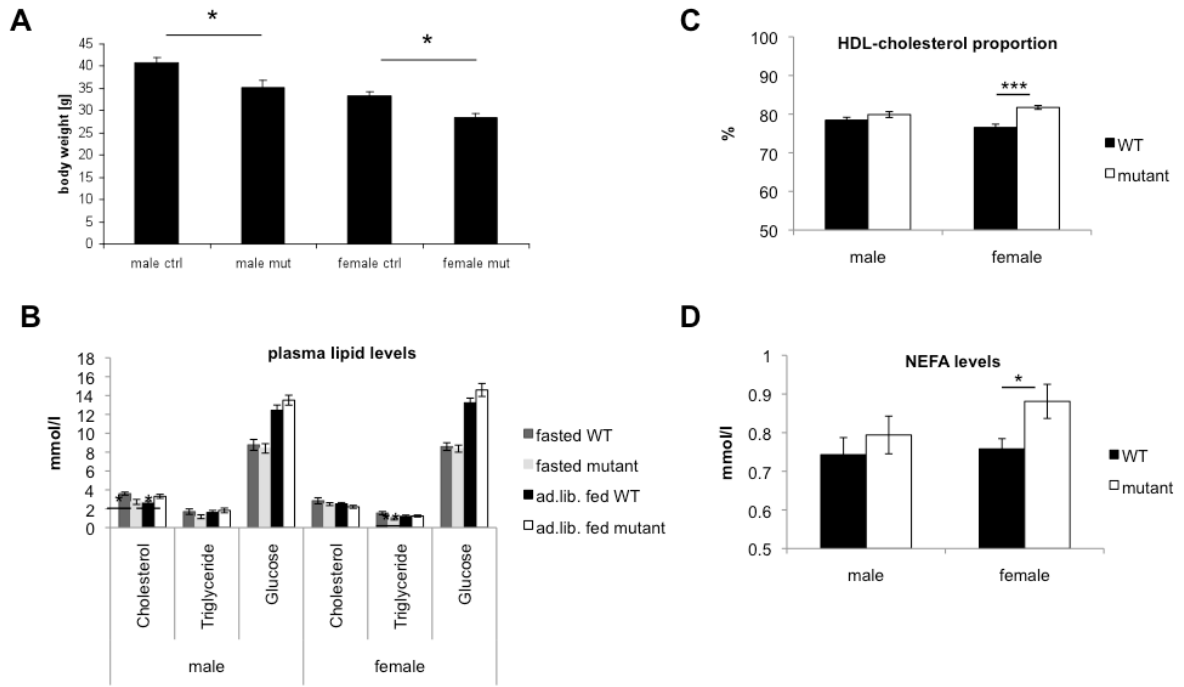 A
*
*
45
40
35
30
25
20
15
10
5
0
body weight [g]
male ctrl
male mut
female ctrl
female mut
B
plasma lipid levels
18
16
14
12
10
8
6
4
2
0
mmol/l
*
*
**
Cholesterol
Triglyceride
Glucose
Cholesterol
Triglyceride
Glucose
male
female
fasted WT
fasted mutant
ad.lib. fed WT
ad.lib. fed mutant
C
HDL-cholesterol proportion
100
90
80
70
60
50
%
***
male
female
WT
mutant
D
NEFA levels
1
0.9
0.8
0.7
0.6
0.5
mmol/l
*
male
female
WT
mutant